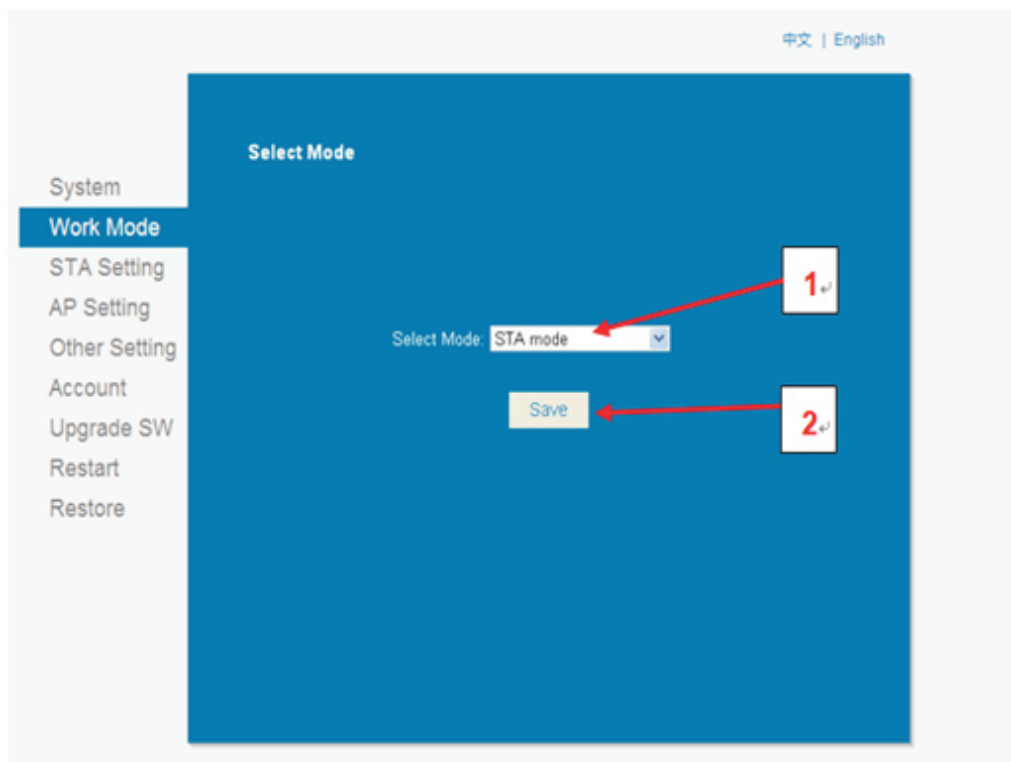 中文 | English
Select Mode
System
Work Mode
STA Setting
AP Setting
Other Setting
Account
Upgrade SW
Restart
Restore
1↵
Select Mode: STA mode
Save
2↵